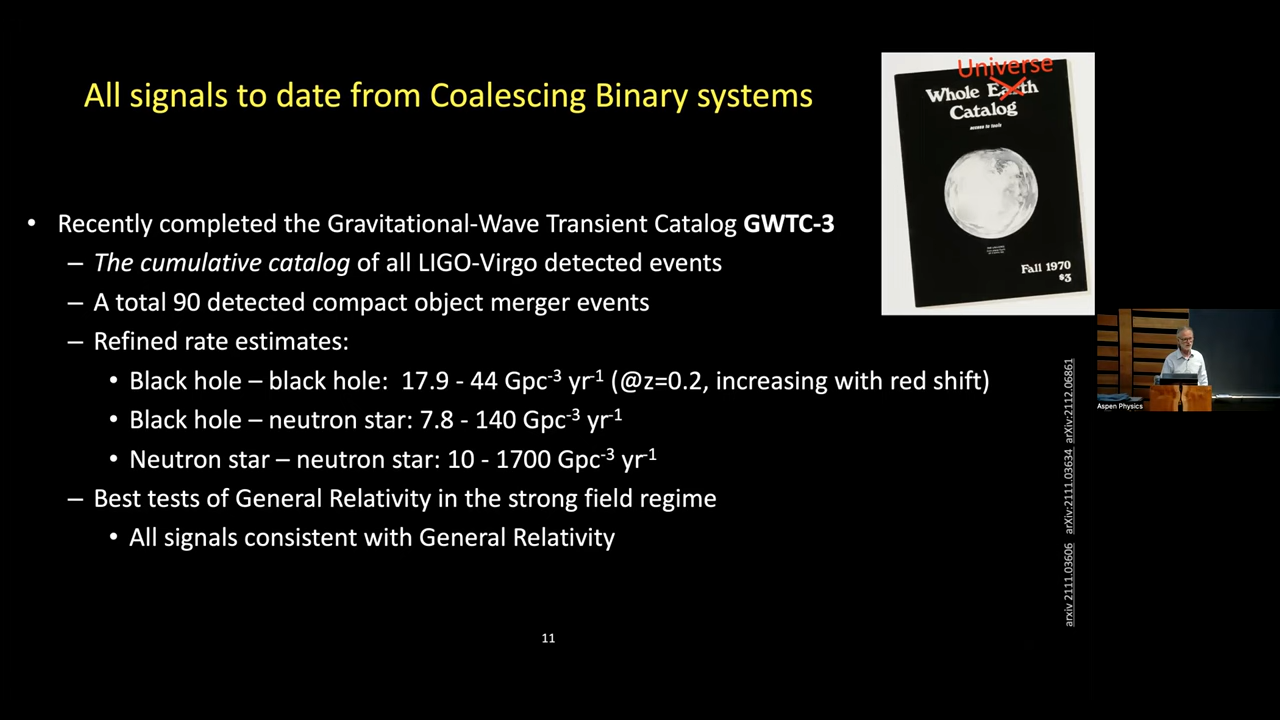 All signals to date from Coalescing Binary systems
Universe
Whole Earth
Catalog
access to tools
Fall 1970
$3
• Recently completed the Gravitational-Wave Transient Catalog GWTC-3
– The cumulative catalog of all LIGO-Virgo detected events
– A total 90 detected compact object merger events
– Refined rate estimates:
• Black hole – black hole: 17.9 - 44 Gpc⁻³ yr⁻¹ (@z=0.2, increasing with red shift)
• Black hole – neutron star: 7.8 - 140 Gpc⁻³ yr⁻¹
• Neutron star – neutron star: 10 - 1700 Gpc⁻³ yr⁻¹
– Best tests of General Relativity in the strong field regime
• All signals consistent with General Relativity
arxiv 2111.03606 arXiv:2111.03634 arXiv:2112.06861
Aspen Physics
11